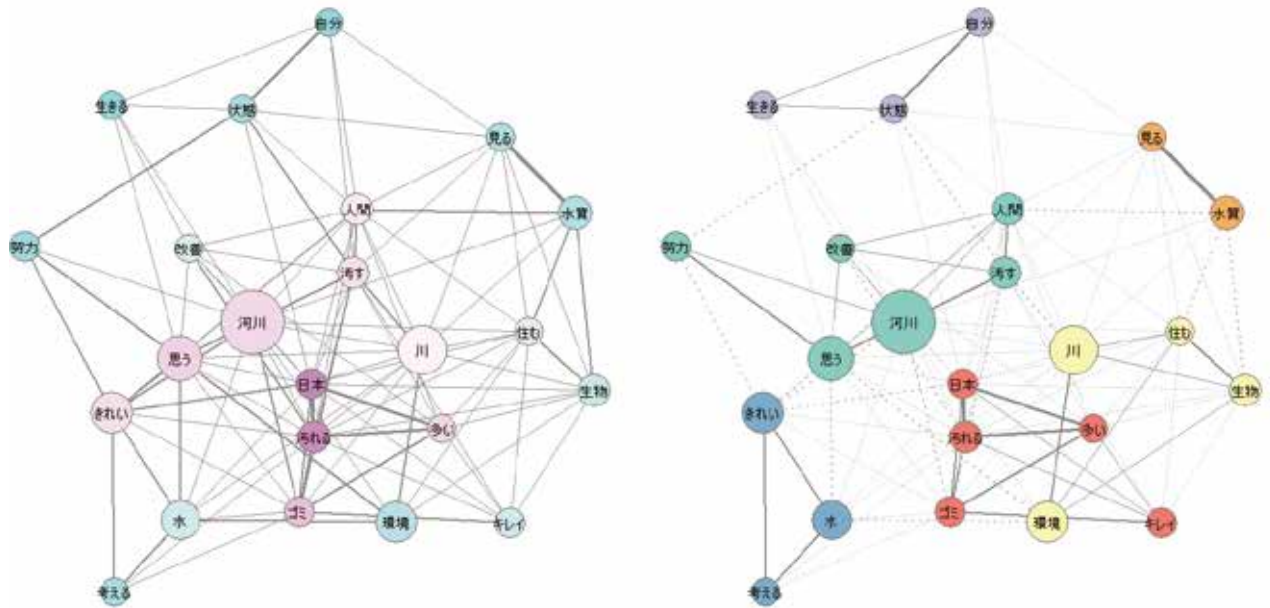 自分
生きる
状態
見る
人間
水質
努力
改善
汚す
河川
住む
思う
川
日本
生物
きれい
多い
汚れる
ゴミ
水
環境
キレイ
考える
自分
生きる
状態
見る
人間
水質
努力
改善
汚す
河川
住む
思う
川
日本
生物
きれい
多い
汚れる
ゴミ
水
環境
キレイ
考える